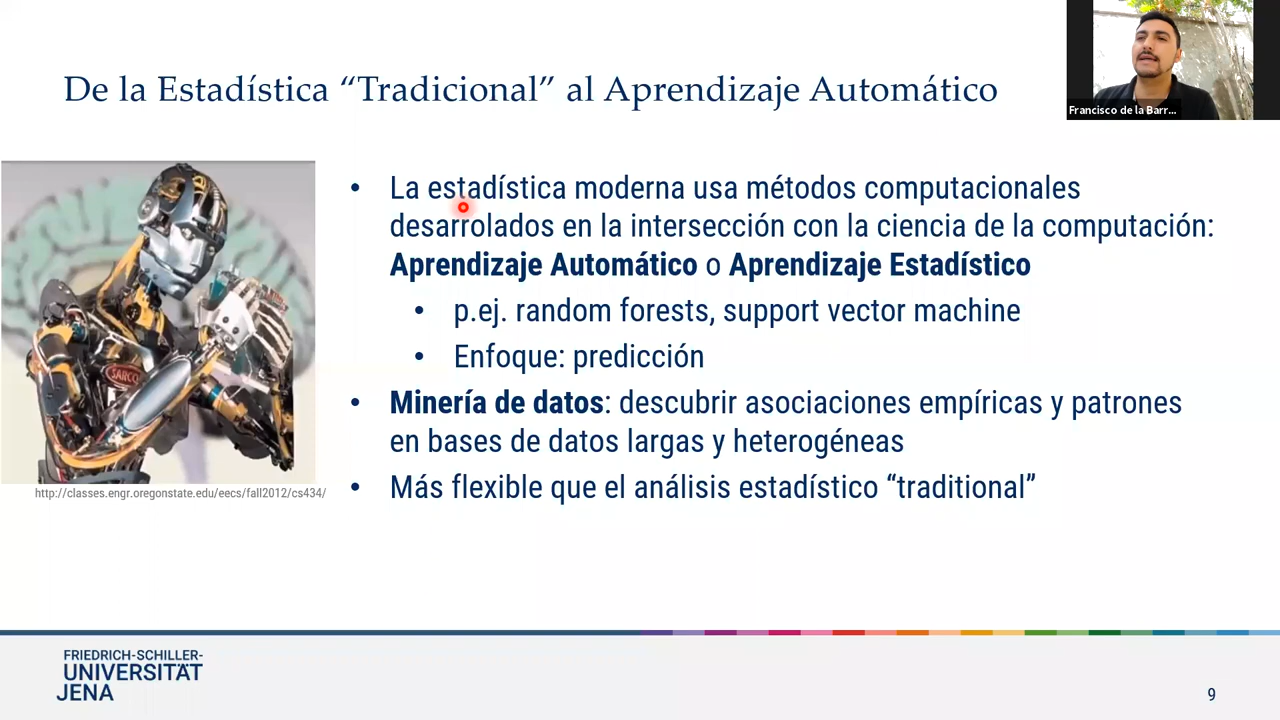 De la Estadística “Tradicional” al Aprendizaje Automático
Francisco de la Barr...
• La estadística moderna usa métodos computacionales
desarrolados en la intersección con la ciencia de la computación:
Aprendizaje Automático o Aprendizaje Estadístico
• p.ej. random forests, support vector machine
• Enfoque: predicción
• Minería de datos: descubrir asociaciones empíricas y patrones
en bases de datos largas y heterogéneas
• Más flexible que el análisis estadístico “traditional”
SARCO
http://classes.engr.oregonstate.edu/eecs/fall2012/cs434/
FRIEDRICH-SCHILLER-
UNIVERSITÄT
JENA
9